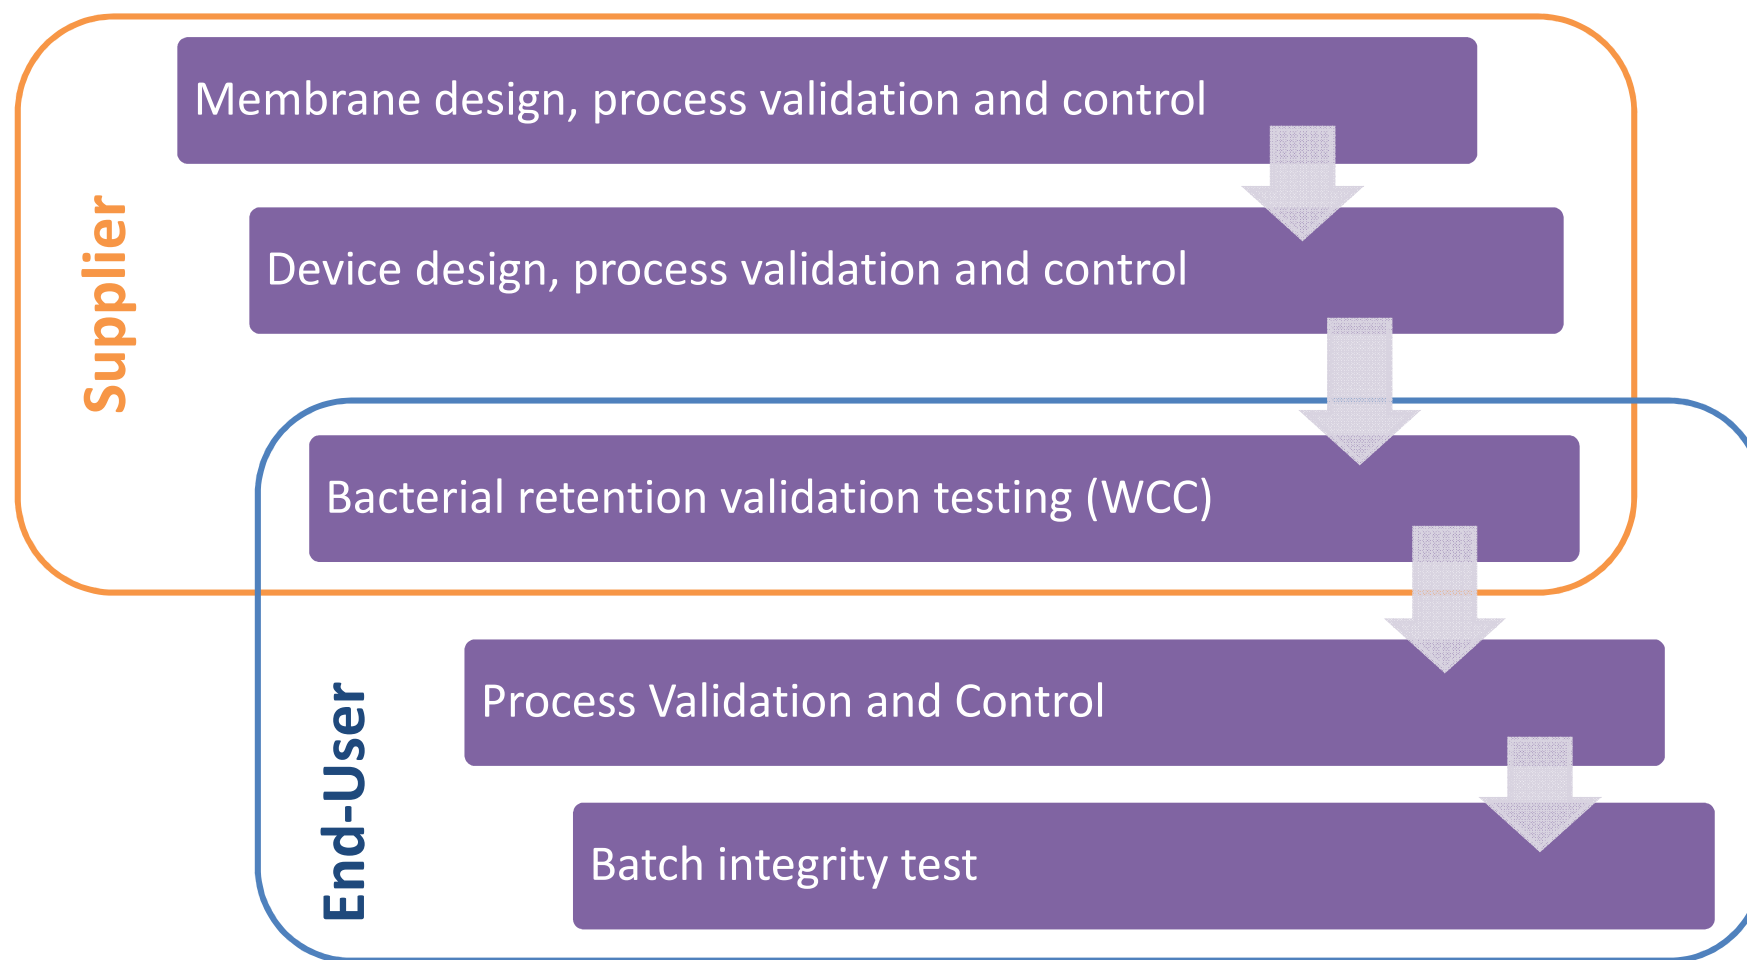 Supplier
Membrane design, process validation and control
Device design, process validation and control
Bacterial retention validation testing (WCC)
End-User
Process Validation and Control
Batch integrity test